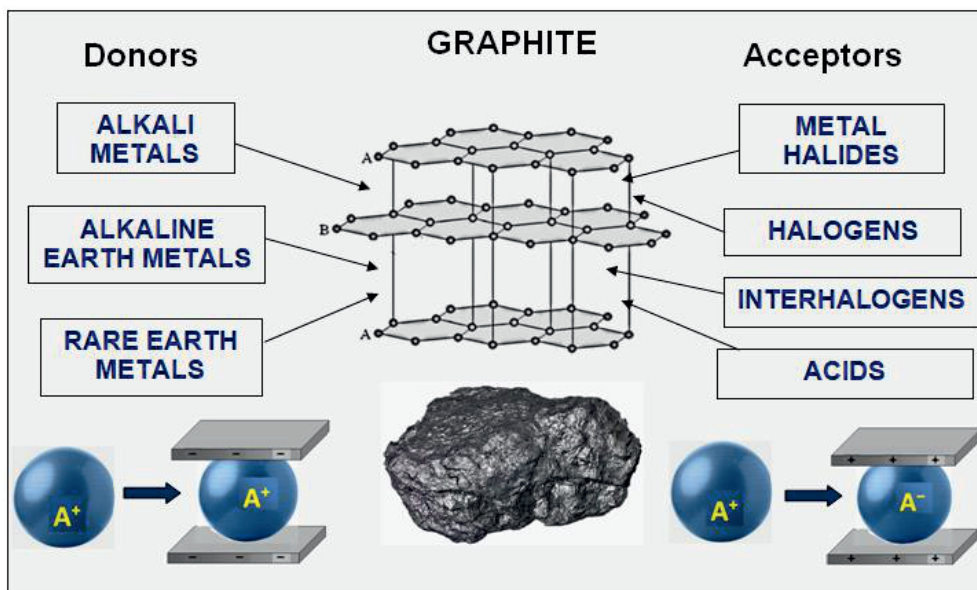 Donors
GRAPHITE
Acceptors
ALKALI
METALS
ALKALINE
EARTH METALS
RARE EARTH
METALS
A
B
A
METAL
HALIDES
HALOGENS
INTERHALOGENS
ACIDS
A⁺
- - -
A⁺
- - -
A⁺
+ + +
A⁻
+ + +